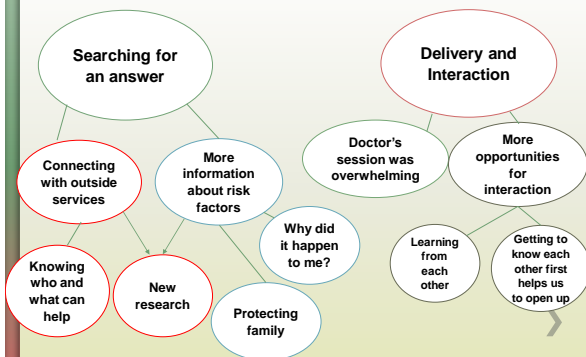 Searching for
an answer
Delivery and
Interaction
Connecting
with outside
services
More
information
about risk
factors
Doctor's
session was
overwhelming
More
opportunities
for
interaction
Knowing
who and
what can
help
New
research
Why did
it happen
to me?
Protecting
family
Learning
from
each
other
Getting to
know each
other first
helps us
to open up